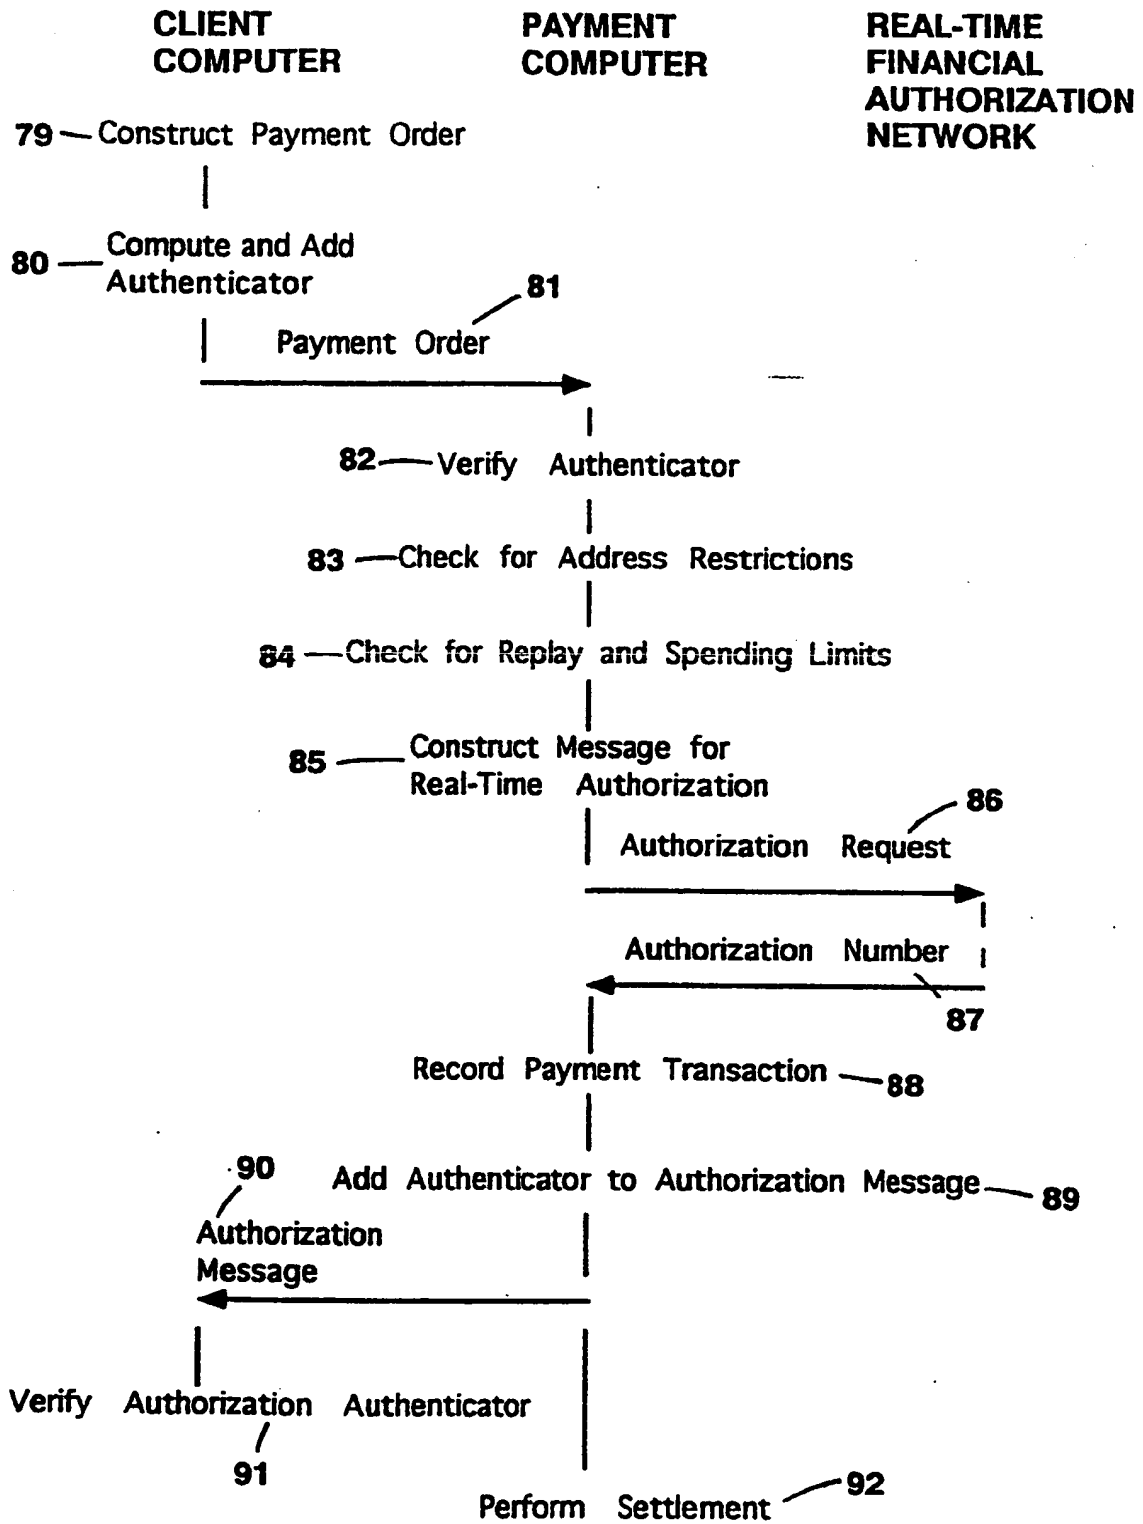 CLIENT
COMPUTER
PAYMENT
COMPUTER
REAL-TIME
FINANCIAL
AUTHORIZATION
NETWORK
79 Construct Payment Order
80 Compute and Add
Authenticator
81
Payment Order
82 Verify Authenticator
83 Check for Address Restrictions
84 Check for Replay and Spending Limits
85 Construct Message for
Real-Time Authorization
86
Authorization Request
Authorization Number
87
Record Payment Transaction 88
90
Add Authenticator to Authorization Message 89
Authorization
Message
Verify Authorization Authenticator
91
92
Perform Settlement